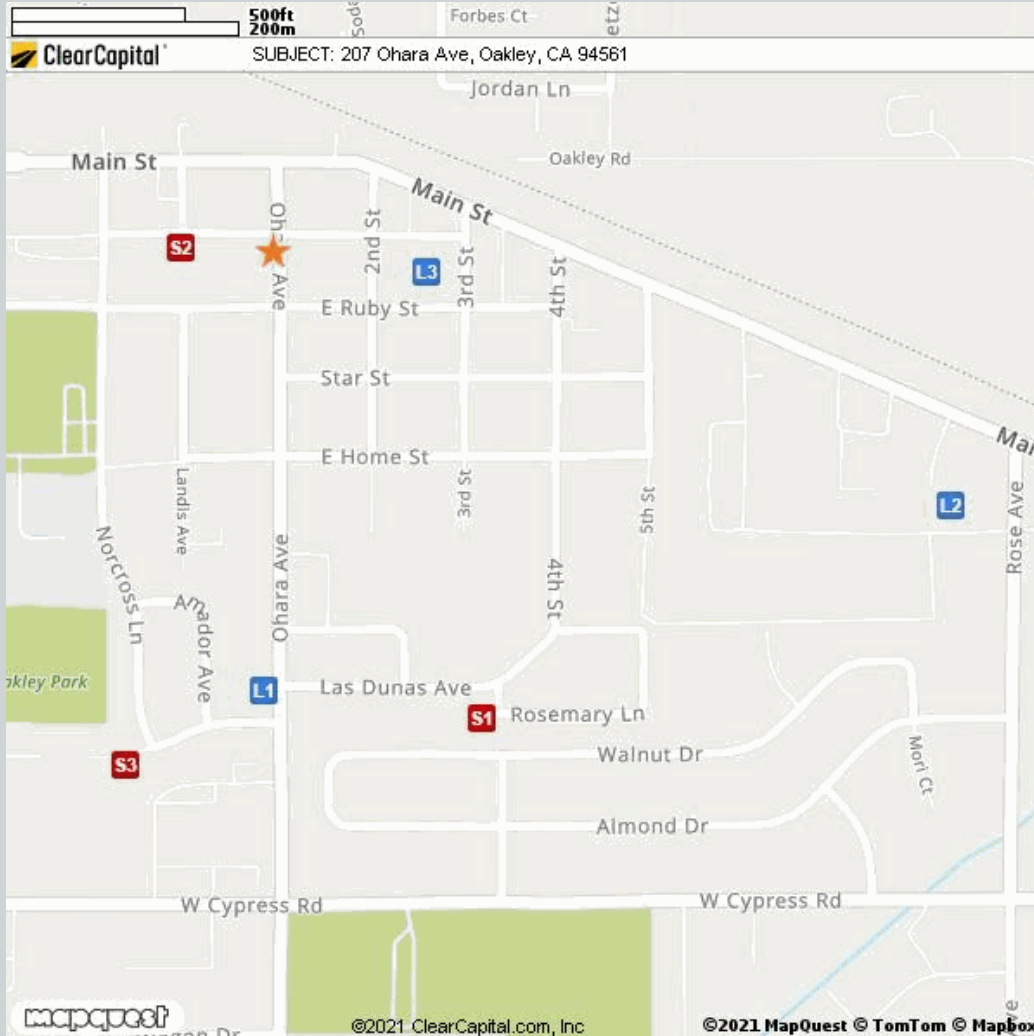 500ft
200m
Forbes Ct
ClearCapital
SUBJECT: 207 Ohara Ave, Oakley, CA 94561
Jordan Ln
Oakley Rd
Main St
Main St
Oh
Ave
2nd St
3rd St
4th St
S2
L3
E Ruby St
Star St
E Home St
Landis Ave
3rd St
5th St
L2
Rose Ave
Norcross Ln
Ohara Ave
4th St
Amador Ave
akley Park
L1
Las Dunas Ave
S1
Rosemary Ln
S3
Walnut Dr
Mori Ct
Almond Dr
W Cypress Rd
W Cypress Rd
mapquest
©2021 ClearCapital.com, Inc
©2021 MapQuest © TomTom © Mapbox